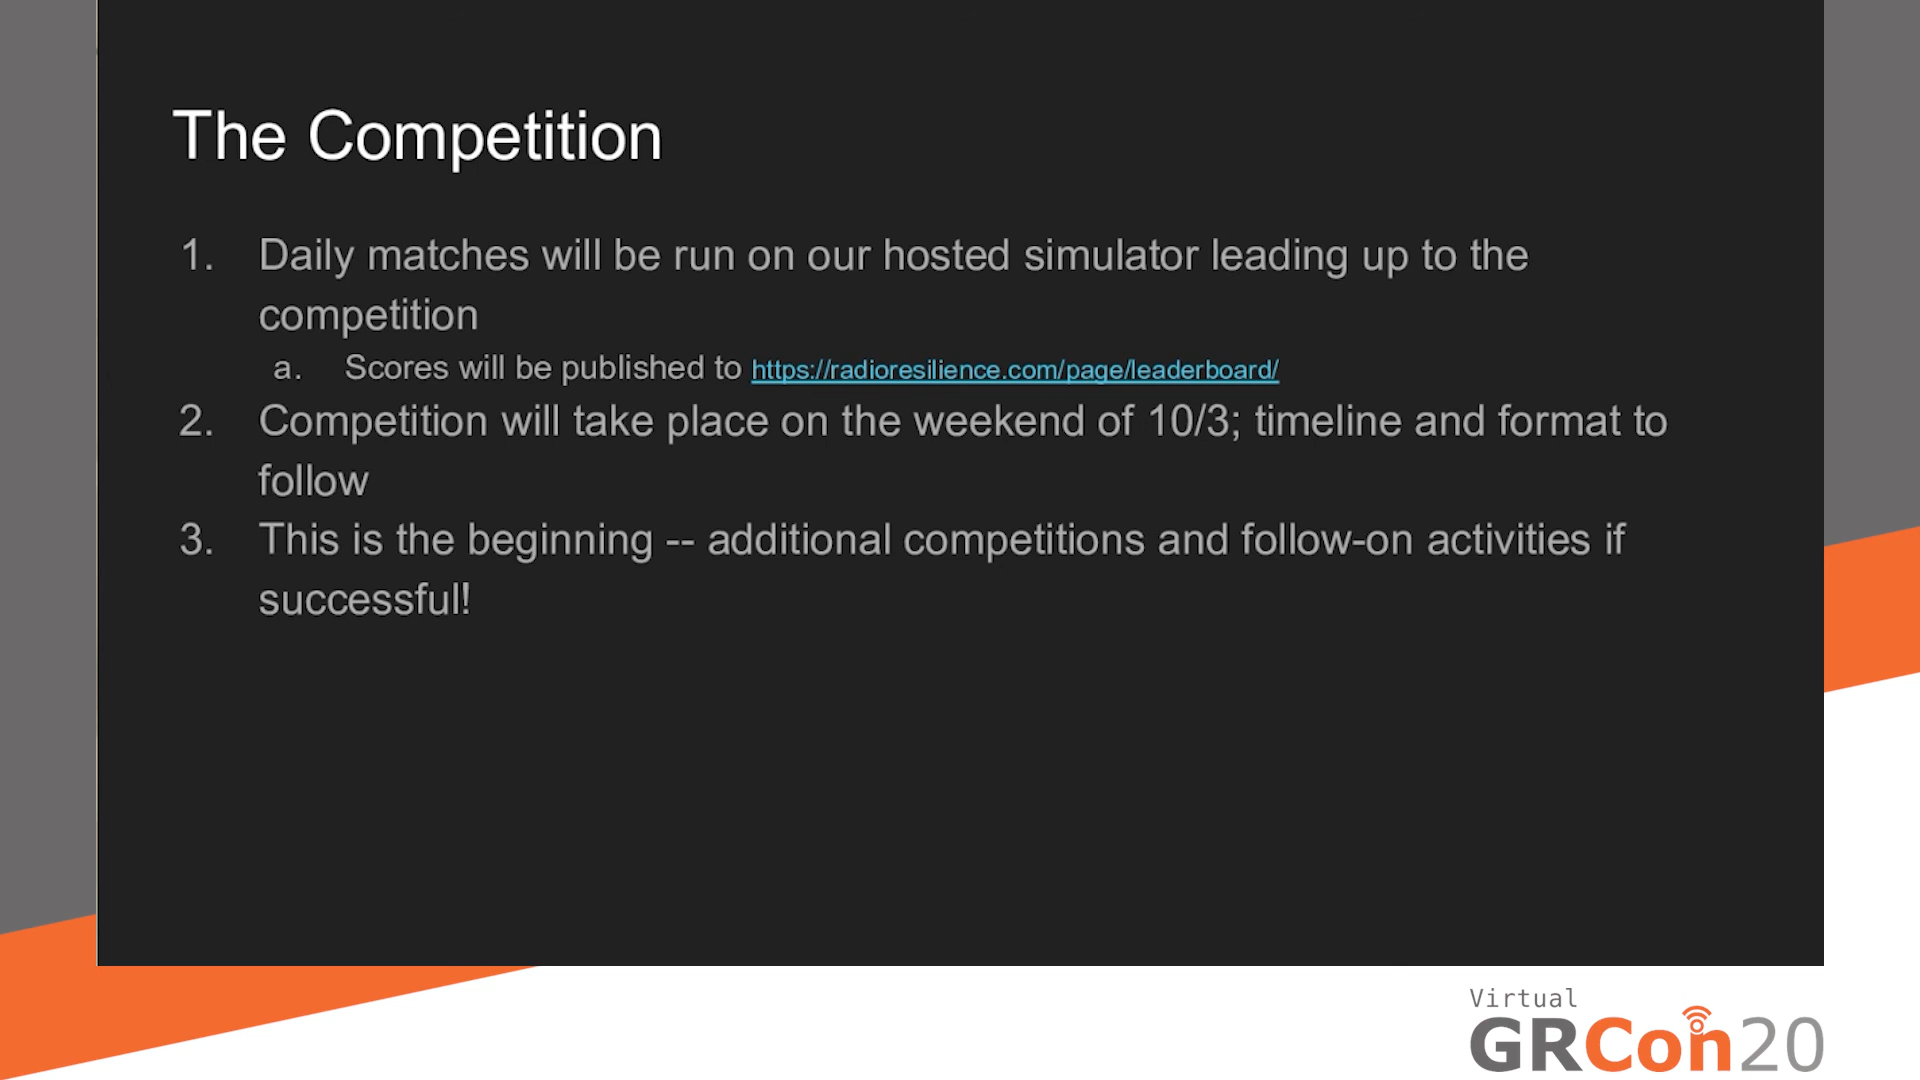 The Competition
1. Daily matches will be run on our hosted simulator leading up to the
competition
a. Scores will be published to https://radioresilience.com/page/leaderboard/
2. Competition will take place on the weekend of 10/3; timeline and format to
follow
3. This is the beginning -- additional competitions and follow-on activities if
successful!
Virtual
GRCon20